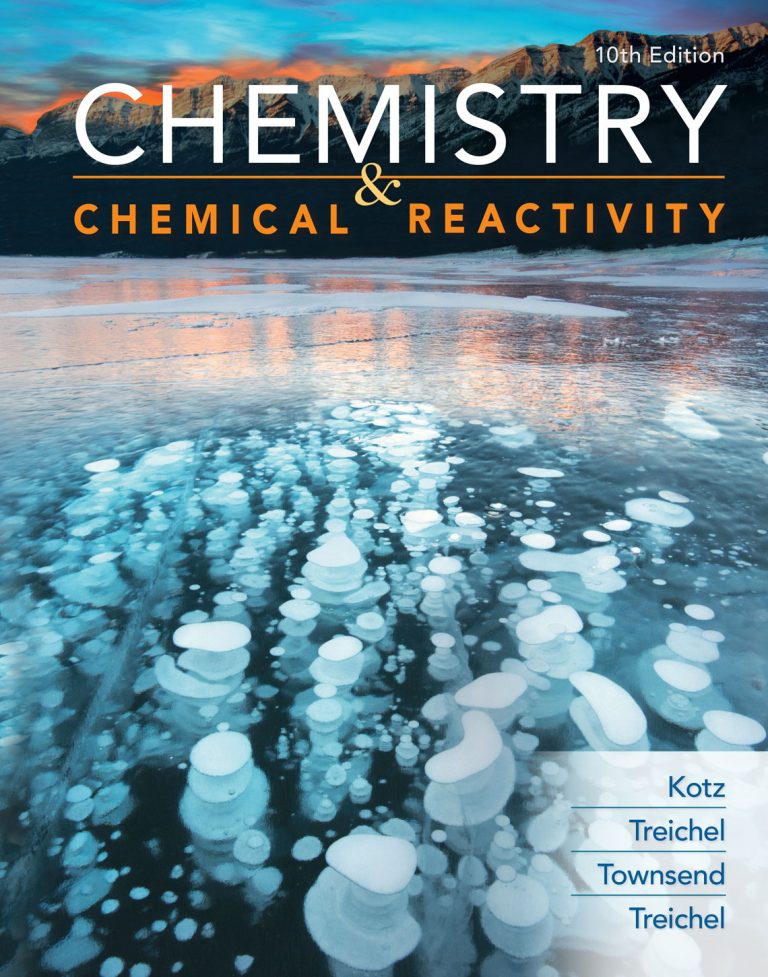 10th Edition
CHEMISTRY
&
CHEMICAL REACTIVITY
Kotz
Treichel
Townsend
Treichel